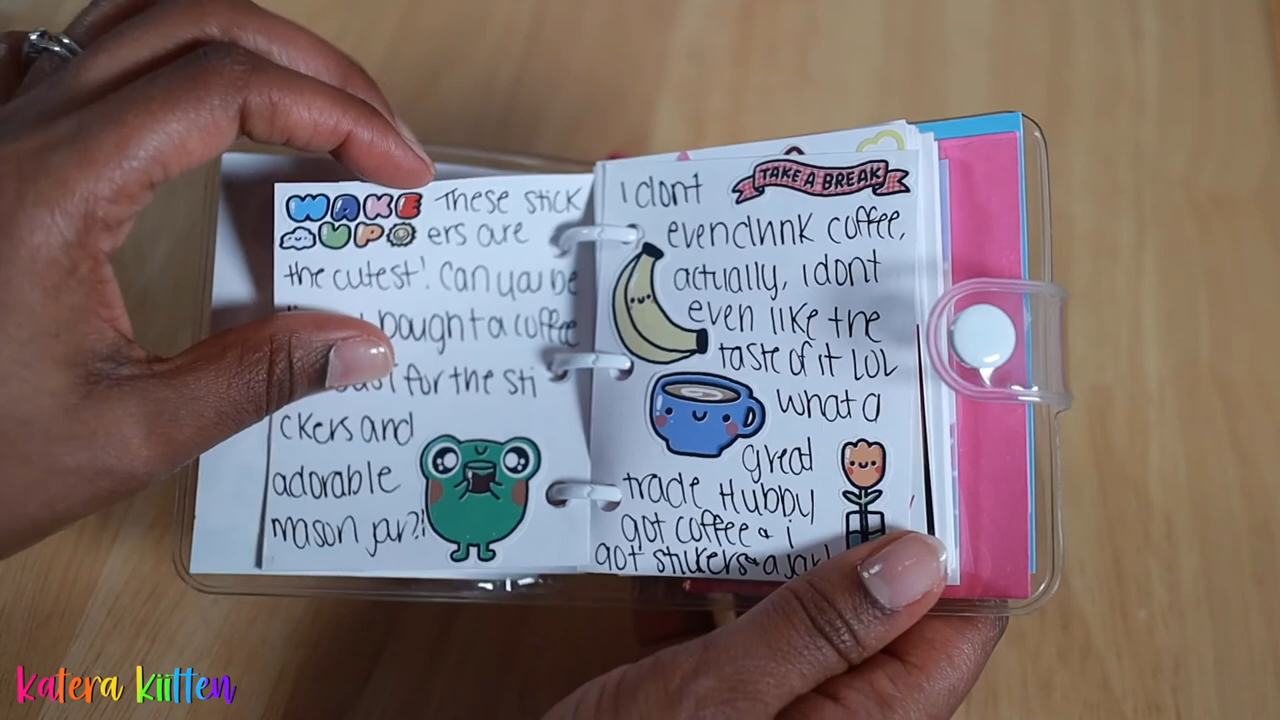 WAKE
UP
These stick
ers are
the cutest! Can you be
bought a coffee
for the sti
ckers and
adorable
mason jar?!
TAKE A BREAK
i dont
even drink coffee,
actually, i dont
even like the
taste of it LOL
what a
great
trade Hubby
got coffee & i
got stickers & a jar!
katera kiitten